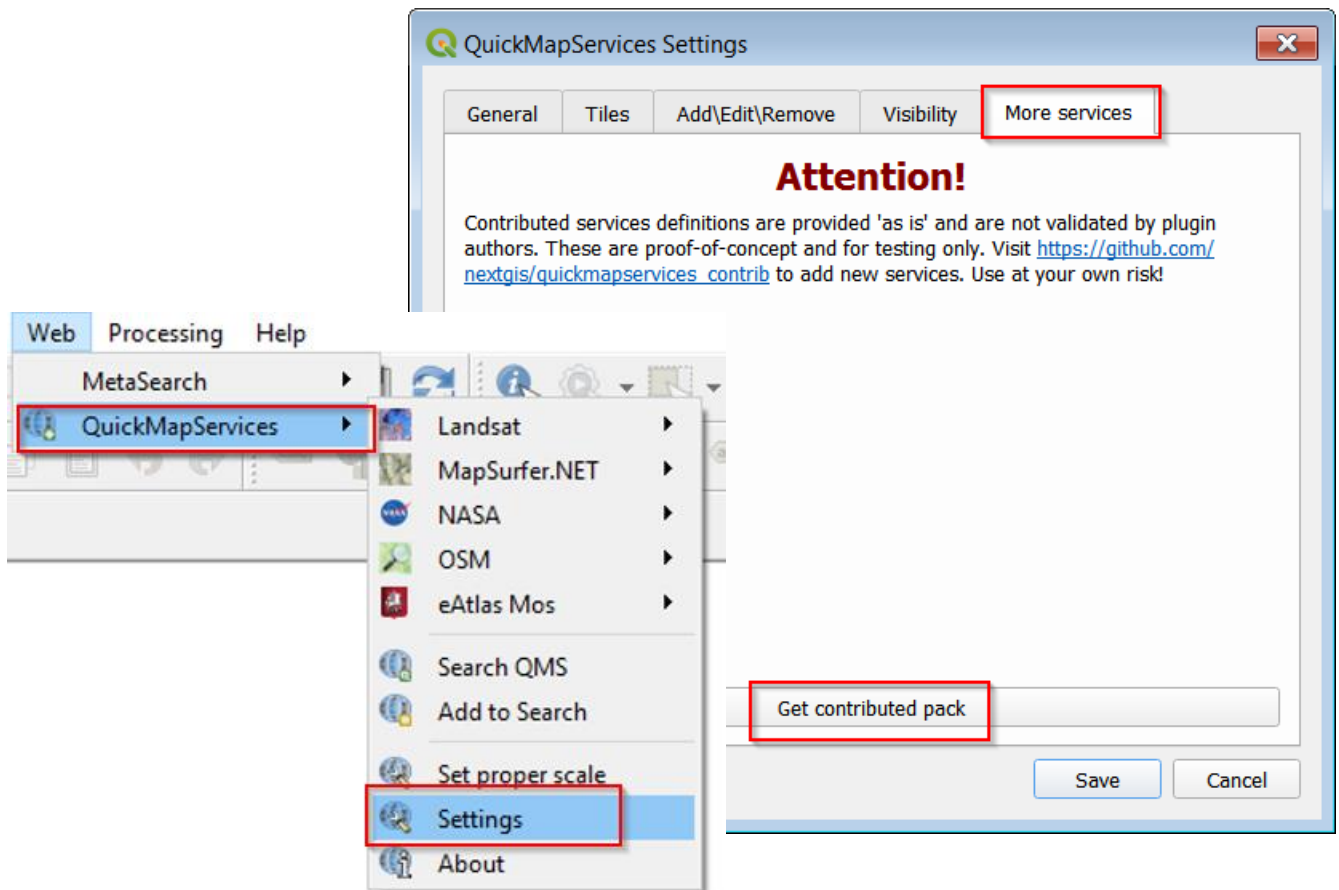 QuickMapServices Settings
General Tiles Add\Edit\Remove Visibility More services
Attention!
Contributed services definitions are provided 'as is' and are not validated by plugin
authors. These are proof-of-concept and for testing only. Visit https://github.com/
nextgis/quickmapservices_contrib to add new services. Use at your own risk!
Get contributed pack
Save Cancel
Web Processing Help
MetaSearch
QuickMapServices
Landsat
MapSurfer.NET
NASA
OSM
eAtlas Mos
Search QMS
Add to Search
Set proper scale
Settings
About